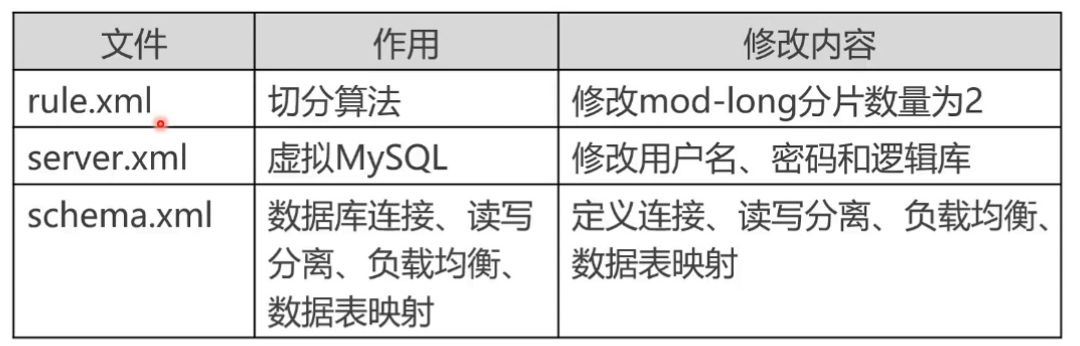 文件 作用 修改内容
rule.xml 切分算法 修改mod-long分片数量为2
server.xml 虚拟MySQL 修改用户名、密码和逻辑库
schema.xml 数据库连接、读写 定义连接、读写分离、负载均衡、
分离、负载均衡、 数据表映射
数据表映射